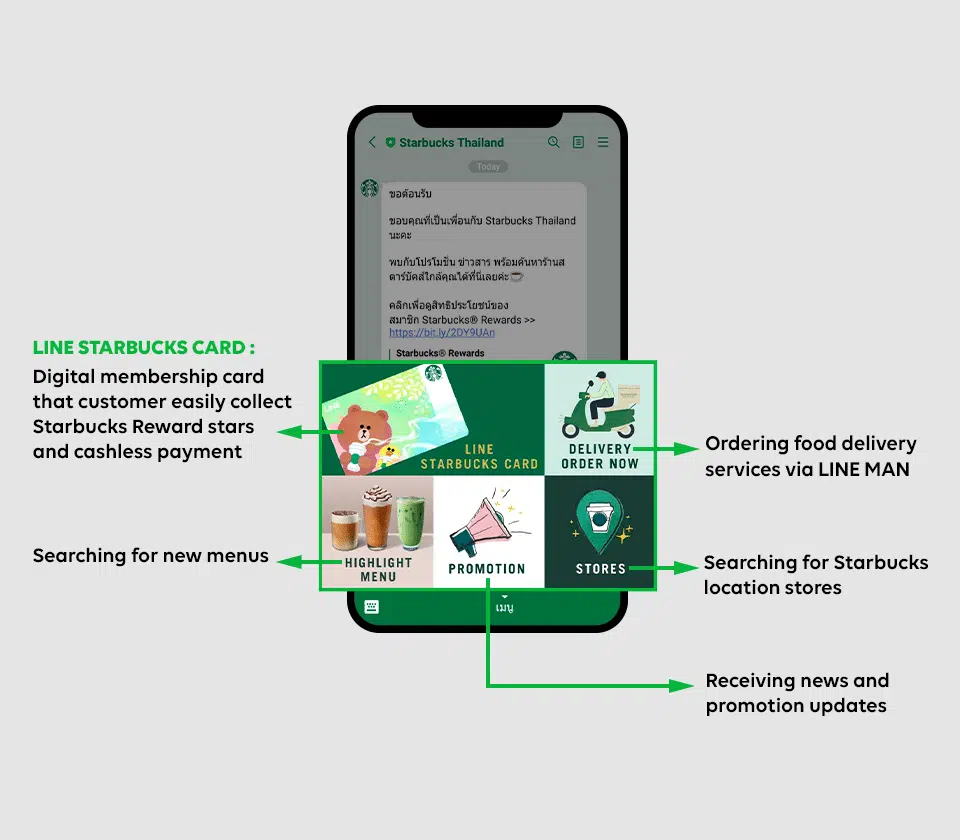 Starbucks Thailand
Today
ขอต้อนรับ
ขอบคุณที่เป็นเพื่อนกับ Starbucks Thailand
นะคะ
พบกับโปรโมชั่น ข่าวสาร พร้อมค้นหาร้านส
ตาร์บัคส์ใกล้คุณได้ที่นี่เลยค่ะ
คลิกเพื่อดูสิทธิประโยชน์ของ
สมาชิก Starbucks® Rewards >>
https://bit.ly/2DY9UAn
Starbucks® Rewards
LINE STARBUCKS CARD :
Digital membership card
that customer easily collect
Starbucks Reward stars
and cashless payment
LINE
LINE
STARBUCKS CARD
DELIVERY
ORDER NOW
Ordering food delivery
services via LINE MAN
Searching for new menus
HIGHLIGHT
MENU
PROMOTION
STORES
Searching for Starbucks
location stores
เมนู
Receiving news and
promotion updates